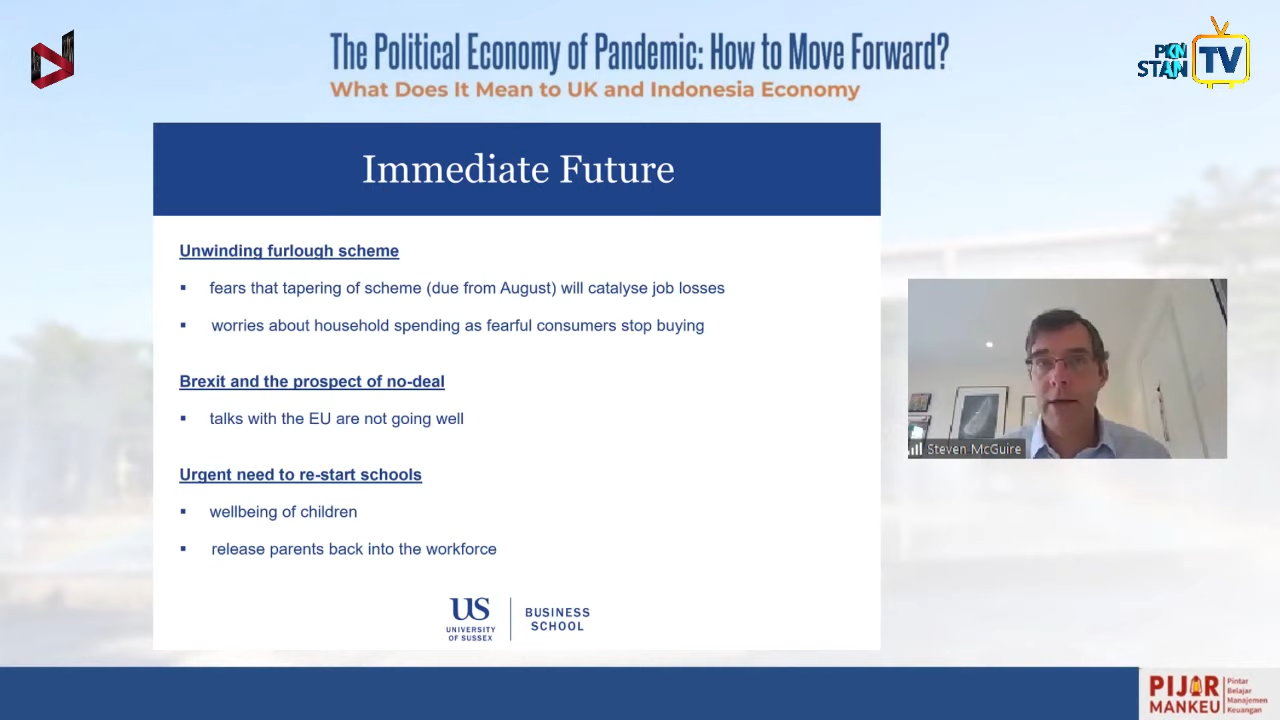 The Political Economy of Pandemic: How to Move Forward?
What Does It Mean to UK and Indonesia Economy
PKN
STAN TV
Immediate Future
Unwinding furlough scheme
▪ fears that tapering of scheme (due from August) will catalyse job losses
▪ worries about household spending as fearful consumers stop buying
Brexit and the prospect of no-deal
▪ talks with the EU are not going well
Urgent need to re-start schools
▪ wellbeing of children
▪ release parents back into the workforce
Steven McGuire
US
UNIVERSITY
OF SUSSEX
BUSINESS
SCHOOL
PIJAR
MANKEU
Pintar
Belajar
Manajemen
Keuangan